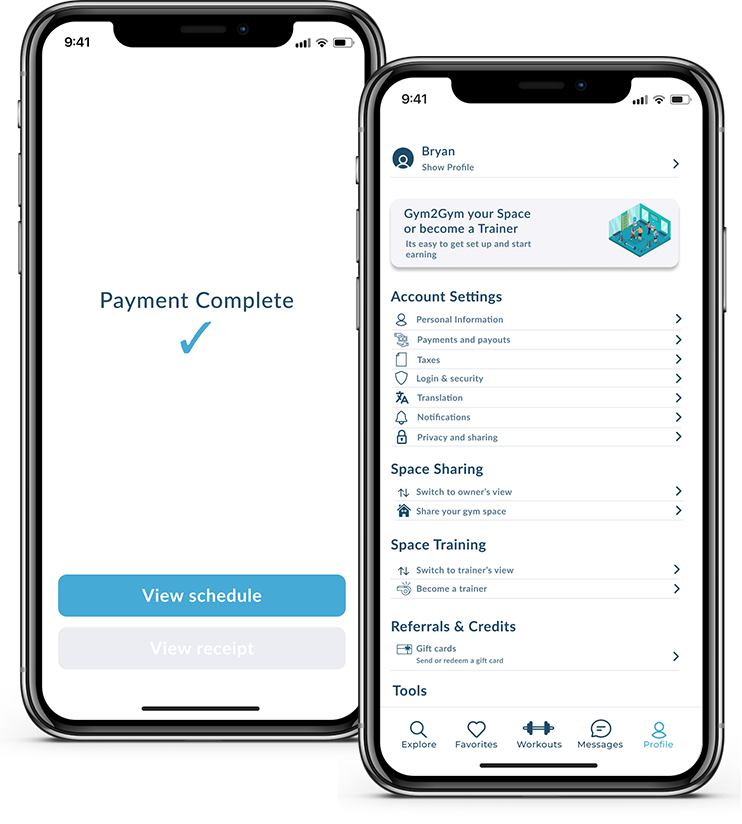 9:41
Payment Complete
View schedule
View receipt
9:41
Bryan
Show Profile
Gym2Gym your Space
or become a Trainer
Its easy to get set up and start
earning
Account Settings
Personal Information
Payments and payouts
Taxes
Login & security
Translation
Notifications
Privacy and sharing
Space Sharing
Switch to owner's view
Share your gym space
Space Training
Switch to trainer's view
Become a trainer
Referrals & Credits
Gift cards
Send or redeem a gift card
Tools
Explore Favorites Workouts Messages Profile